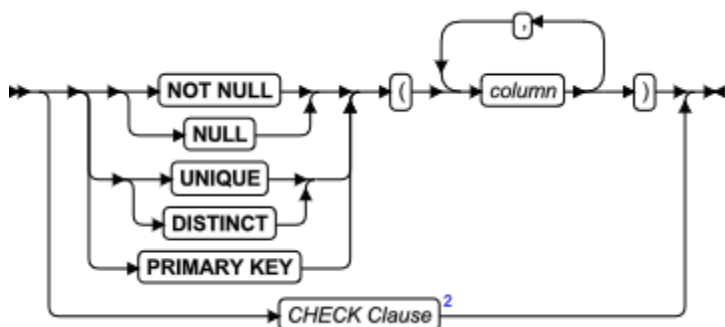 ,
NOT NULL ( column )
NULL
UNIQUE
DISTINCT
PRIMARY KEY
CHECK Clause 2